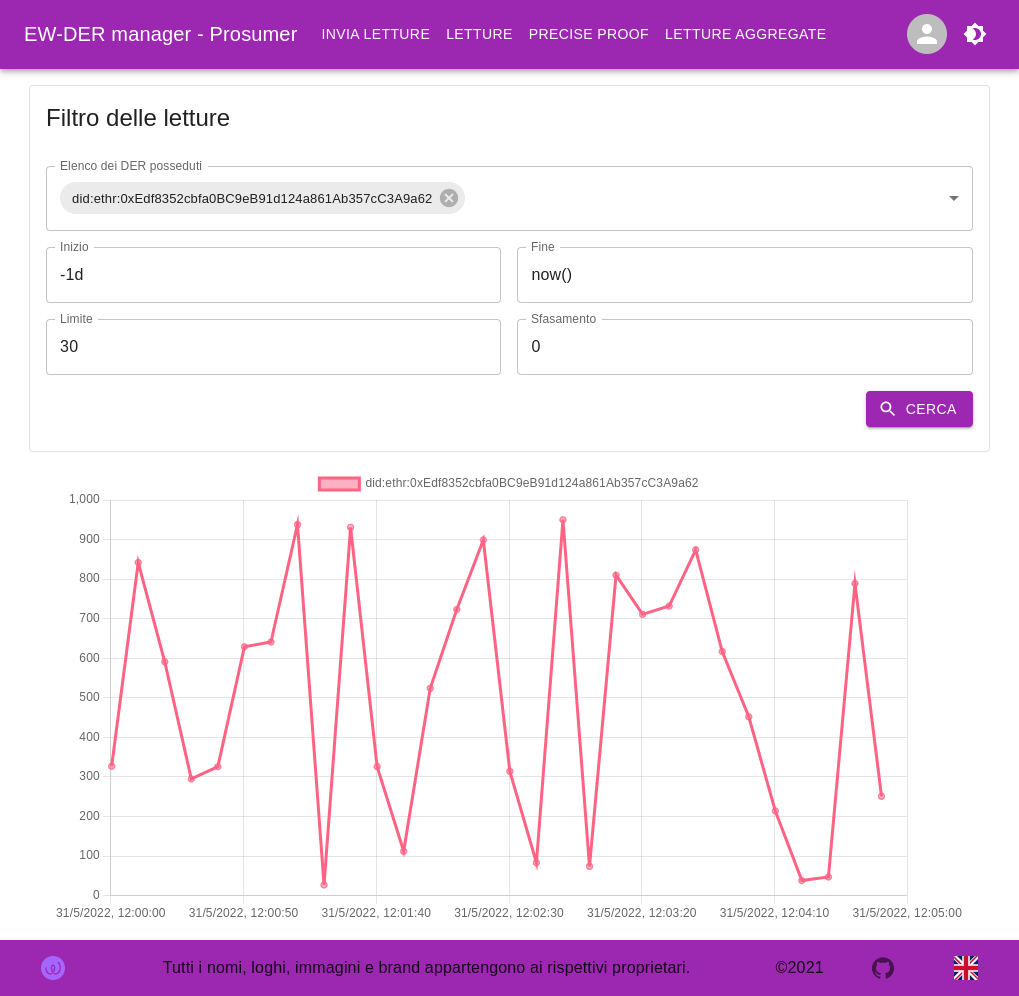 EW-DER manager - Prosumer INVIA LETTURE LETTURE PRECISE PROOF LETTURE AGGREGATE
Filtro delle letture
Elenco dei DER posseduti
did:ethr:0xEdf8352cbfa0BC9eB91d124a861Ab357cC3A9a62
Inizio Fine
-1d now()
Limite Sfasamento
30 0
CERCA
did:ethr:0xEdf8352cbfa0BC9eB91d124a861Ab357cC3A9a62
1,000
900
800
700
600
500
400
300
200
100
0
31/5/2022, 12:00:00 31/5/2022, 12:00:50 31/5/2022, 12:01:40 31/5/2022, 12:02:30 31/5/2022, 12:03:20 31/5/2022, 12:04:10 31/5/2022, 12:05:00
Tutti i nomi, loghi, immagini e brand appartengono ai rispettivi proprietari. ©2021